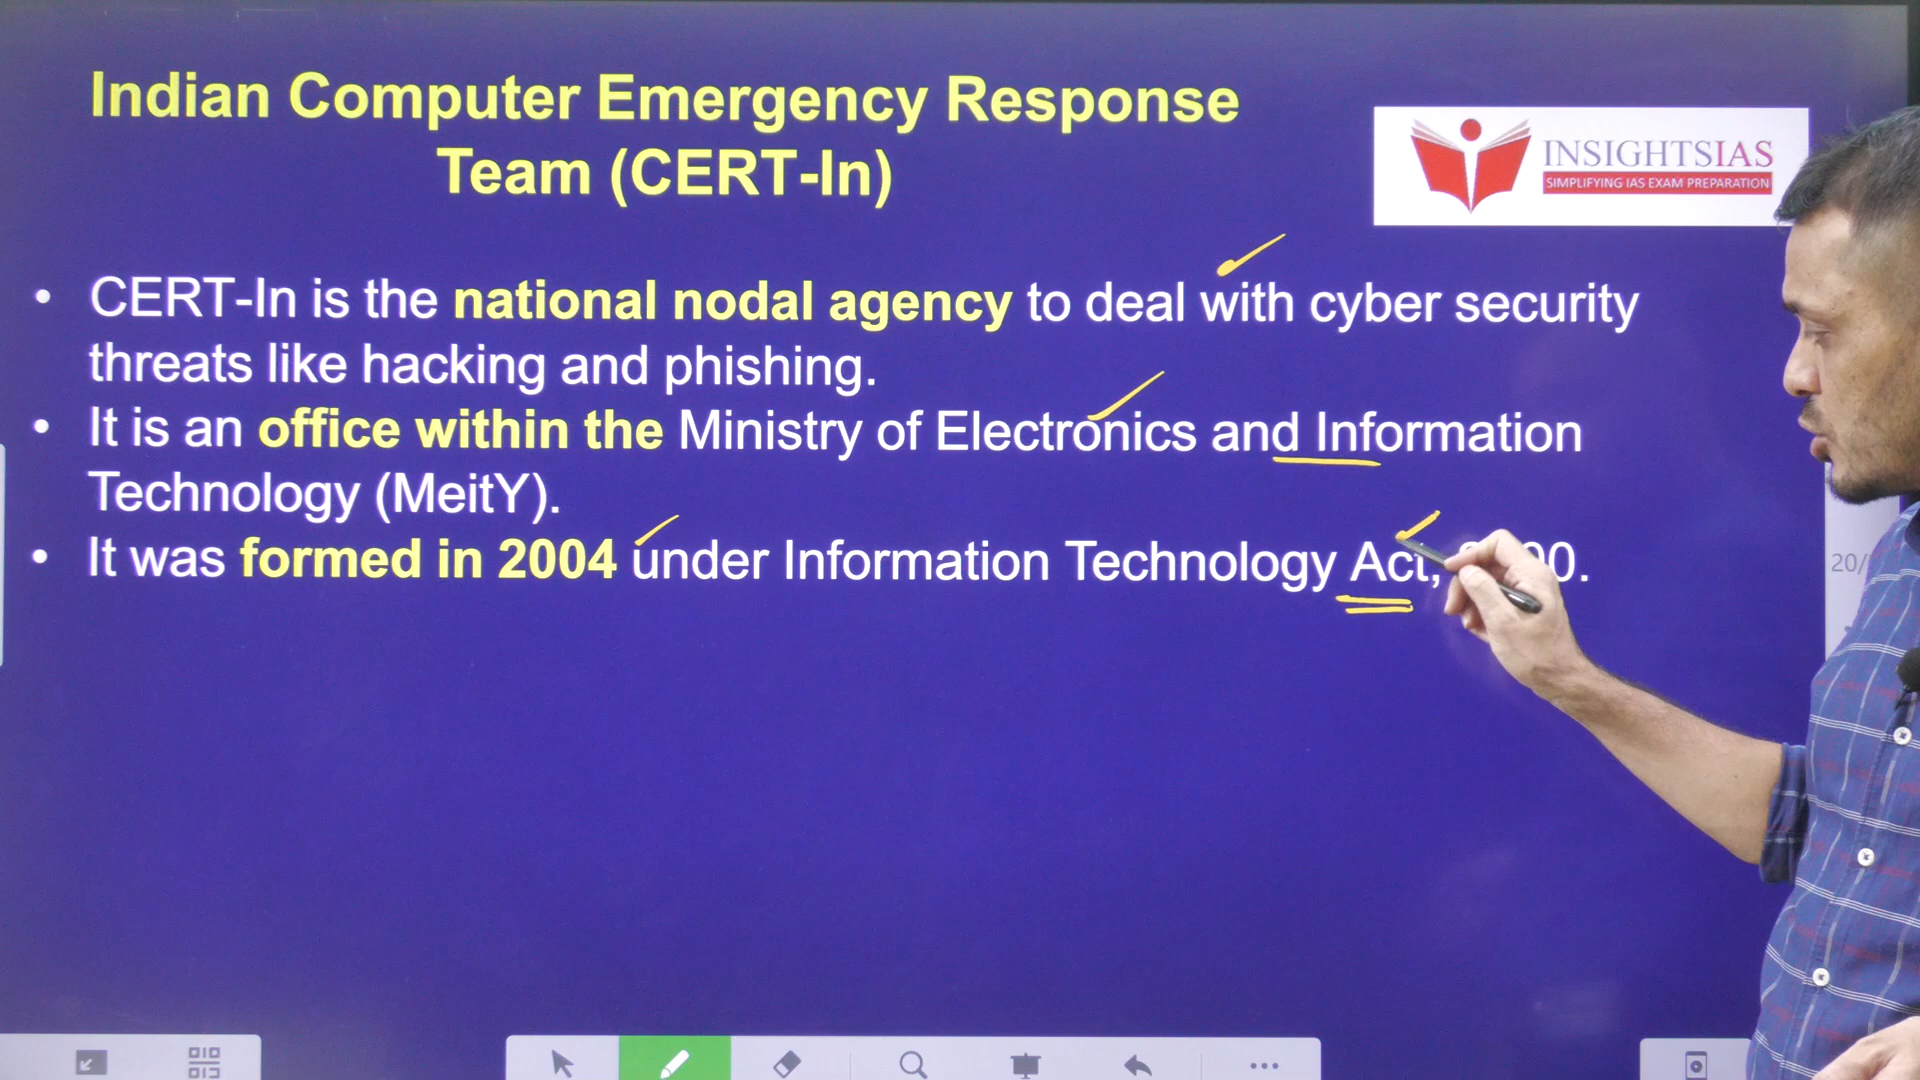 Indian Computer Emergency Response
Team (CERT-In)
INSIGHTSIAS
SIMPLIFYING IAS EXAM PREPARATION
• CERT-In is the national nodal agency to deal with cyber security
threats like hacking and phishing.
• It is an office within the Ministry of Electronics and Information
Technology (MeitY).
• It was formed in 2004 under Information Technology Act,
20/